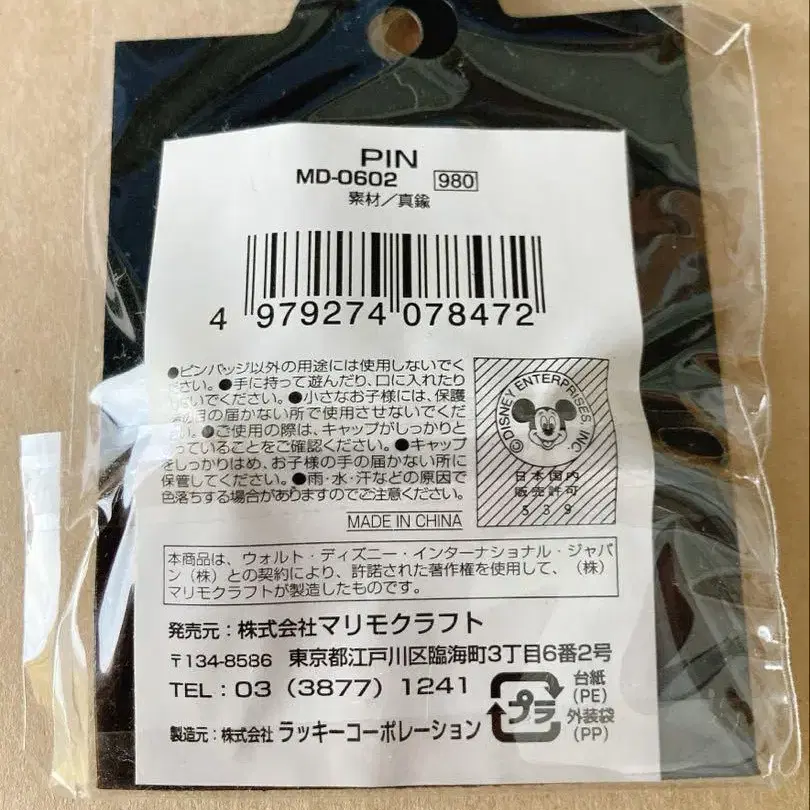 PIN
MD-0602 980
素材/真鍮
4 979274 078472
●ピンバッジ以外の用途には使用しないでく
ださい。●手に持って遊んだり、口に入れたり
しないでください。●小さなお子様には、保護
者の目の届かない所で使用させないでくだ
さい。●ご使用の際は、キャップがしっかりと
っていることをご確認ください。●キャップ
をしっかりはめ、お子様の手の届かない所に
保管してください。●雨・水・汗などの原因で
色落ちする場合がありますのでご注意ください。
©DISNEY ENTERPRISES, INC.
日本国内
販売許可
539
MADE IN CHINA
本商品は、ウォルト・ディズニー・インターナショナル・ジャパ
ン(株)との契約により、許諾された著作権を使用して、(株)
マリモクラフトが製造したものです。
発売元:株式会社マリモクラフト
〒134-8586 東京都江戸川区臨海町3丁目6番2号
TEL:03 (3877) 1241
プラ
台紙
(PE)
外装袋
(PP)
製造元:株式会社 ラッキーコーポレーション